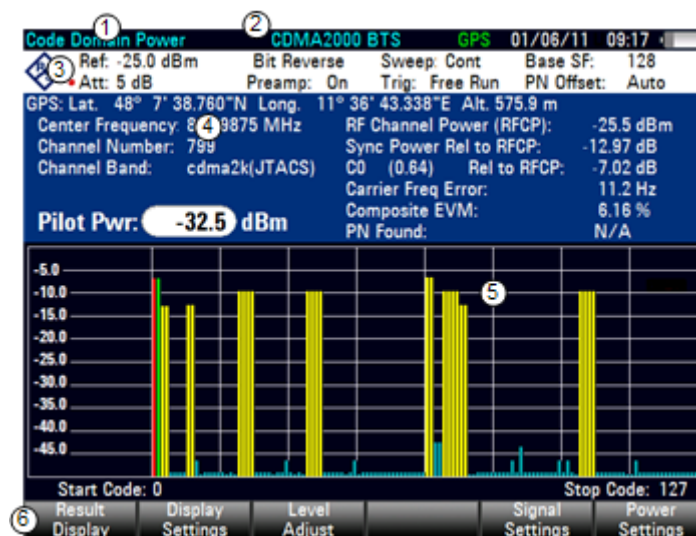 ① Code Domain Power ② CDMA2000 BTS GPS 01/06/11 09:17
③ Ref: -25.0 dBm Bit Reverse Sweep: Cont Base SF: 128
Att: 5 dB Preamp: On Trig: Free Run PN Offset: Auto
GPS: Lat. 48° 7' 38.760"N Long. 11° 36' 43.338"E Alt. 575.9 m
Center Frequency: 8 ④ 9875 MHz RF Channel Power (RFCP): -25.5 dBm
Channel Number: 799 Sync Power Rel to RFCP: -12.97 dB
Channel Band: cdma2k(JTACS) C0 (0.64) Rel to RFCP: -7.02 dB
Carrier Freq Error: 11.2 Hz
Pilot Pwr: -32.5 dBm Composite EVM: 6.16 %
PN Found: N/A
-5.0
-10.0 ⑤
-15.0
-20.0
-25.0
-30.0
-35.0
-40.0
-45.0
Start Code: 0 Stop Code: 127
⑥ Result Display Display Settings Level Adjust Signal Settings Power Settings